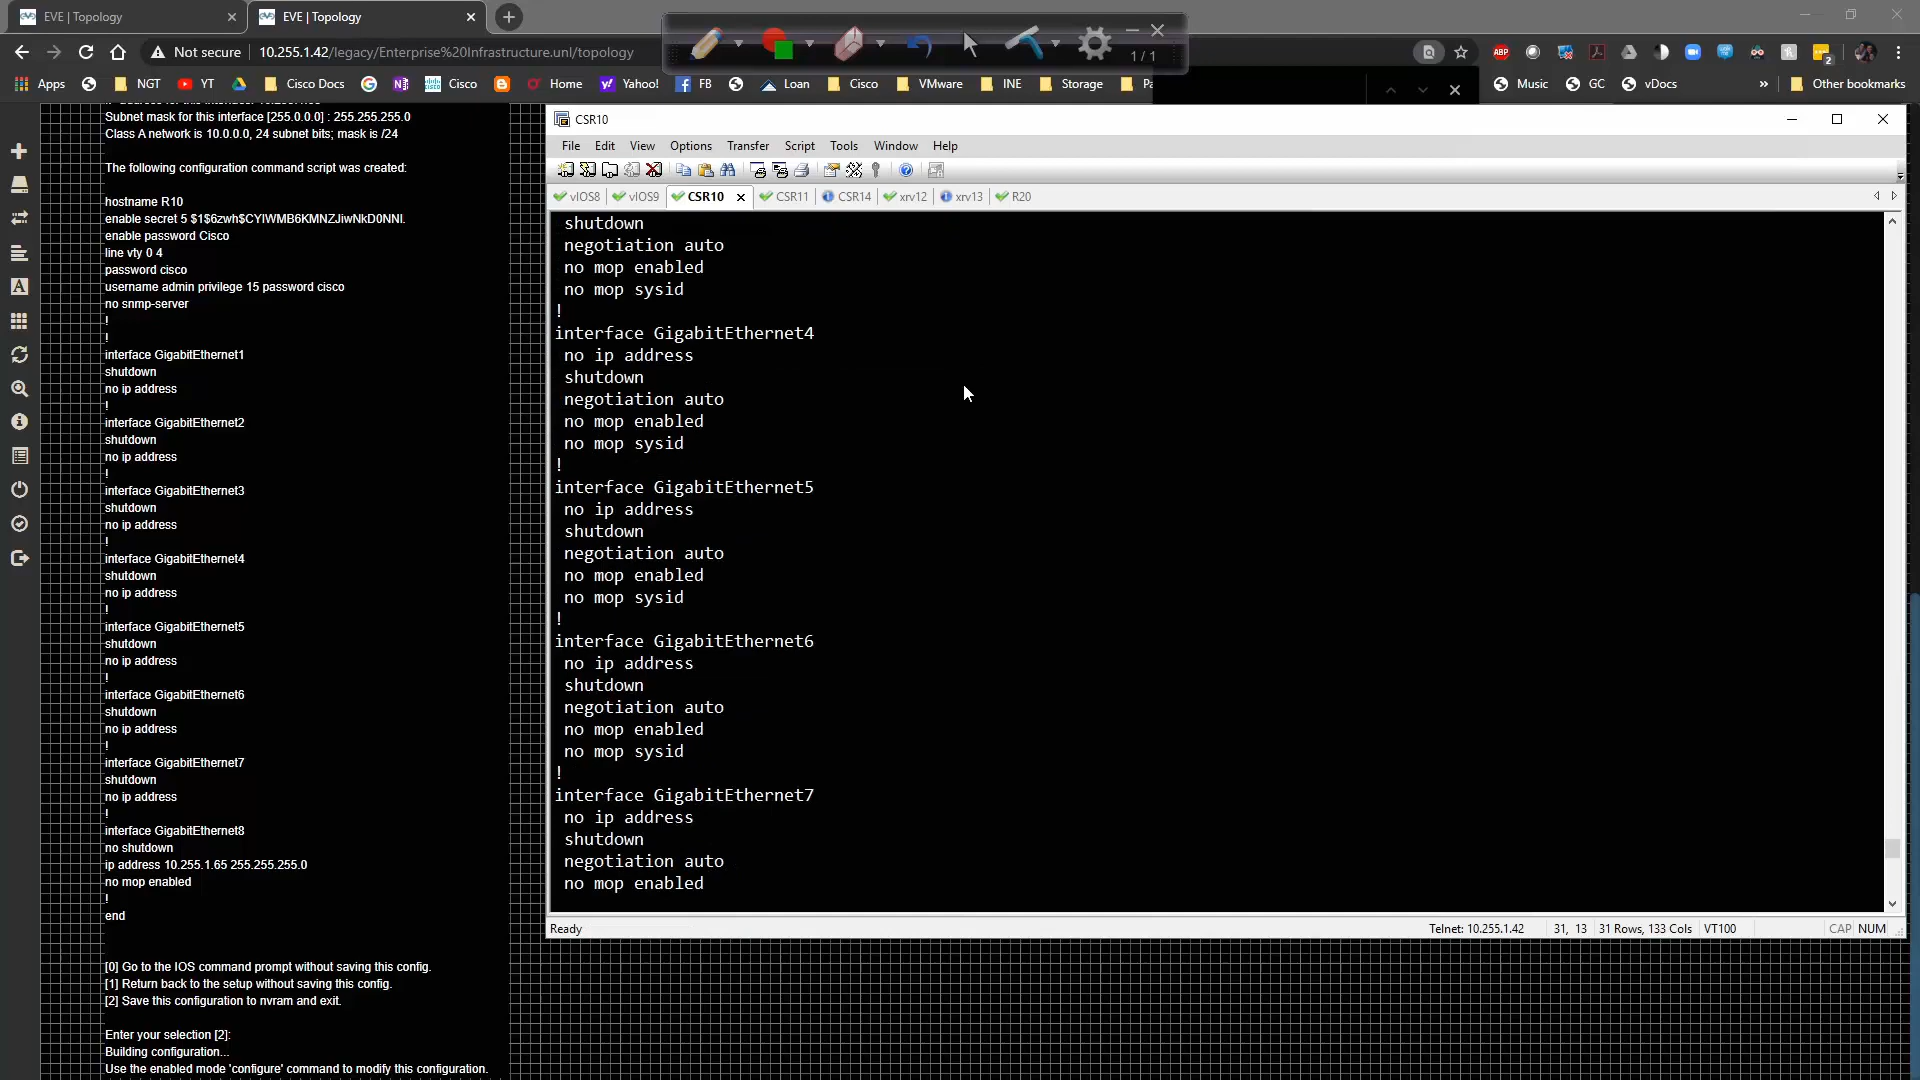 EVE | Topology
EVE | Topology
Not secure
10.255.1.42/legacy/Enterprise%20Infrastructure.unl/topology
1 / 1
Apps
NGT
YT
Cisco Docs
Cisco
Home
Yahoo!
FB
Loan
Cisco
VMware
INE
Storage
Music
GC
vDocs
»
Other bookmarks
Subnet mask for this interface [255.0.0.0] : 255.255.255.0
Class A network is 10.0.0.0, 24 subnet bits; mask is /24
The following configuration command script was created:
hostname R10
enable secret 5 $1$6zwh$CYIWMB6KMNZJiwNkD0NNI.
enable password Cisco
line vty 0 4
password cisco
username admin privilege 15 password cisco
no snmp-server
!
!
interface GigabitEthernet1
shutdown
no ip address
!
interface GigabitEthernet2
shutdown
no ip address
!
interface GigabitEthernet3
shutdown
no ip address
!
interface GigabitEthernet4
shutdown
no ip address
!
interface GigabitEthernet5
shutdown
no ip address
!
interface GigabitEthernet6
shutdown
no ip address
!
interface GigabitEthernet7
shutdown
no ip address
!
interface GigabitEthernet8
no shutdown
ip address 10.255.1.65 255.255.255.0
no mop enabled
!
end
[0] Go to the IOS command prompt without saving this config.
[1] Return back to the setup without saving this config.
[2] Save this configuration to nvram and exit.
Enter your selection [2]:
Building configuration...
Use the enabled mode 'configure' command to modify this configuration.
CSR10
File Edit View Options Transfer Script Tools Window Help
vIOS8 vIOS9 CSR10 CSR11 CSR14 xrv12 xrv13 R20
shutdown
negotiation auto
no mop enabled
no mop sysid
!
interface GigabitEthernet4
no ip address
shutdown
negotiation auto
no mop enabled
no mop sysid
!
interface GigabitEthernet5
no ip address
shutdown
negotiation auto
no mop enabled
no mop sysid
!
interface GigabitEthernet6
no ip address
shutdown
negotiation auto
no mop enabled
no mop sysid
!
interface GigabitEthernet7
no ip address
shutdown
negotiation auto
no mop enabled
Ready
Telnet: 10.255.1.42
31, 13
31 Rows, 133 Cols
VT100
CAP NUM